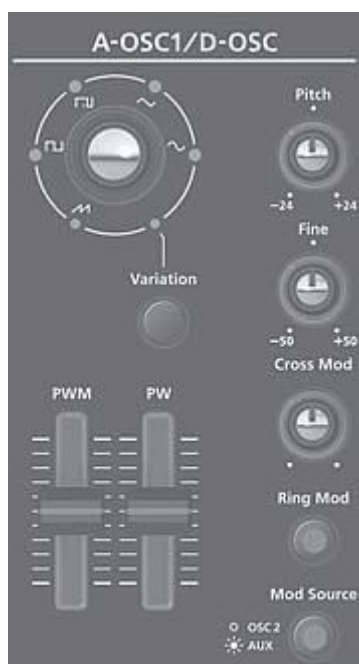 A-OSC1/D-OSC
Pitch
-24 +24
Fine
-50 +50
Variation
Cross Mod
PWM PW
Ring Mod
Mod Source
OSC 2
AUX